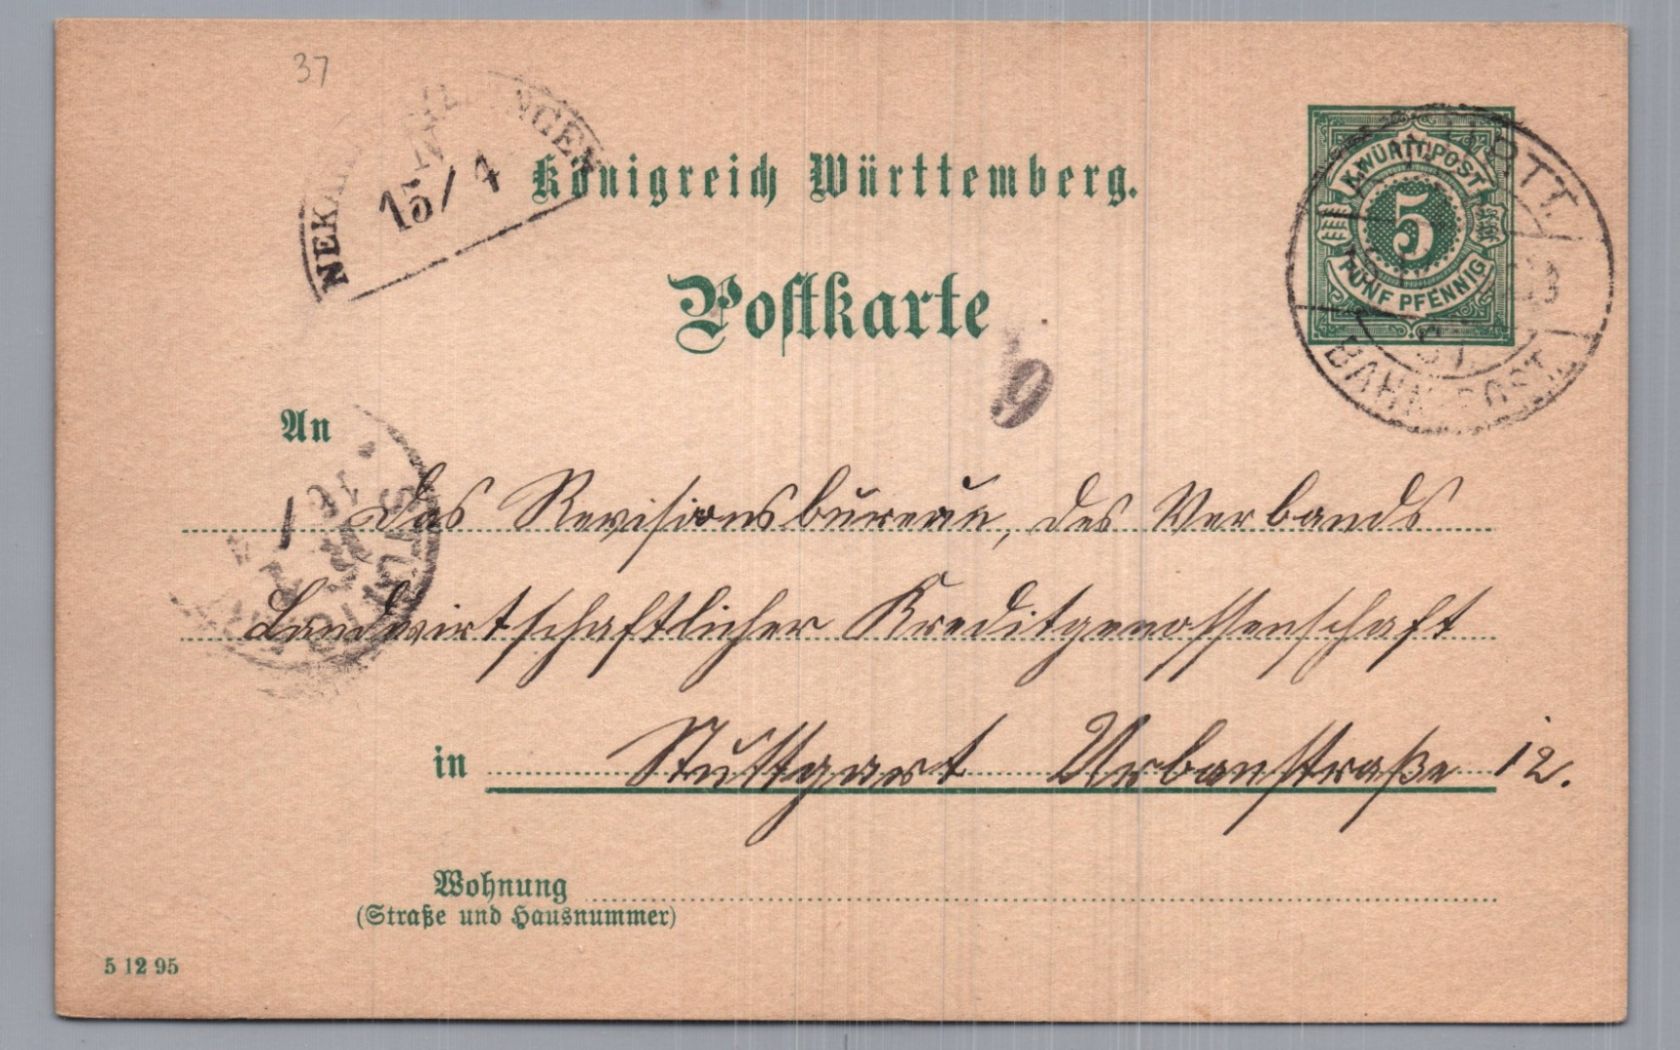 37
15/4
Königreich Württemberg.
K. WÜRTT. POST
5
FÜNF PFENNIG
BAHNPOST
Postkarte
9
An
das Revisionsbureau, des Verbands
Landwirtschaftlicher Kreditgenossenschaft
in Stuttgart Urbanstraße 12.
Wohnung
(Straße und Hausnummer)
5 12 95